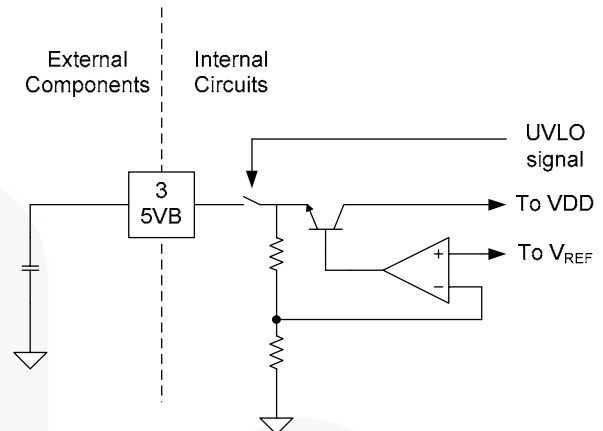 External
Components
Internal
Circuits
UVLO
signal
3
5VB
To VDD
To VREF
+
−